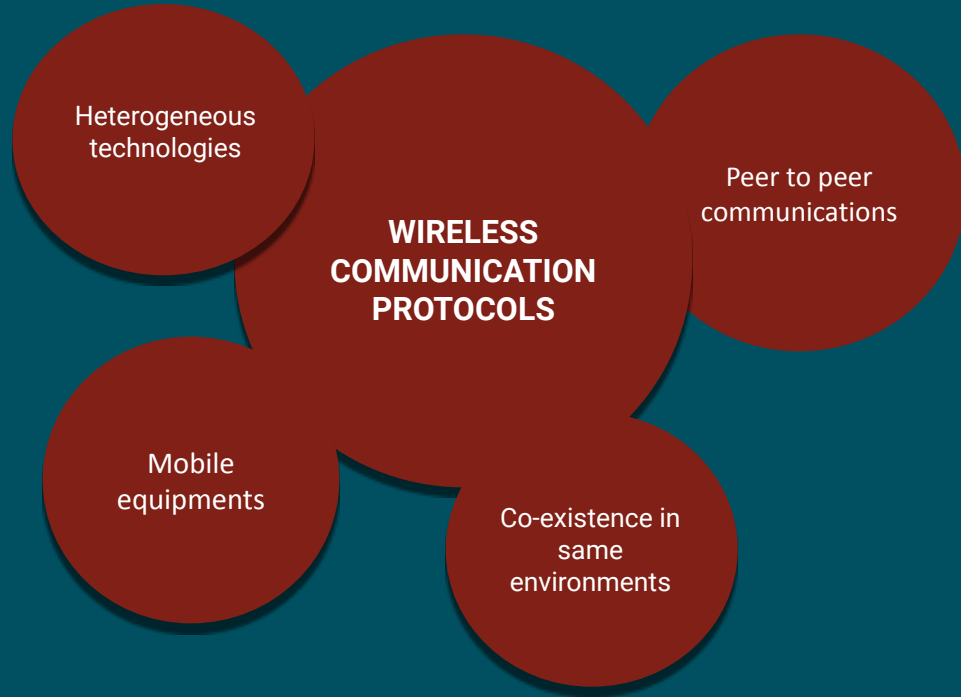 Heterogeneous
technologies
WIRELESS
COMMUNICATION
PROTOCOLS
Peer to peer
communications
Mobile
equipments
Co-existence in
same
environments